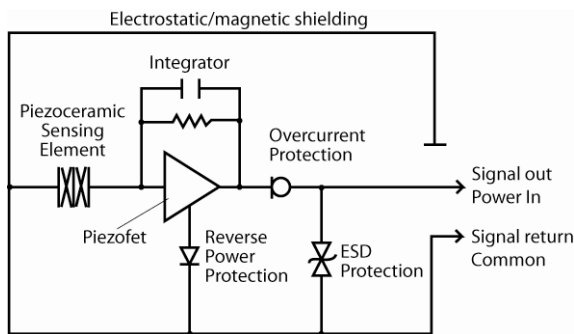 Electrostatic/magnetic shielding
Integrator
Piezoceramic
Sensing
Element
Overcurrent
Protection
Signal out
Power In
Piezofet
Reverse
Power
Protection
ESD
Protection
Signal return
Common